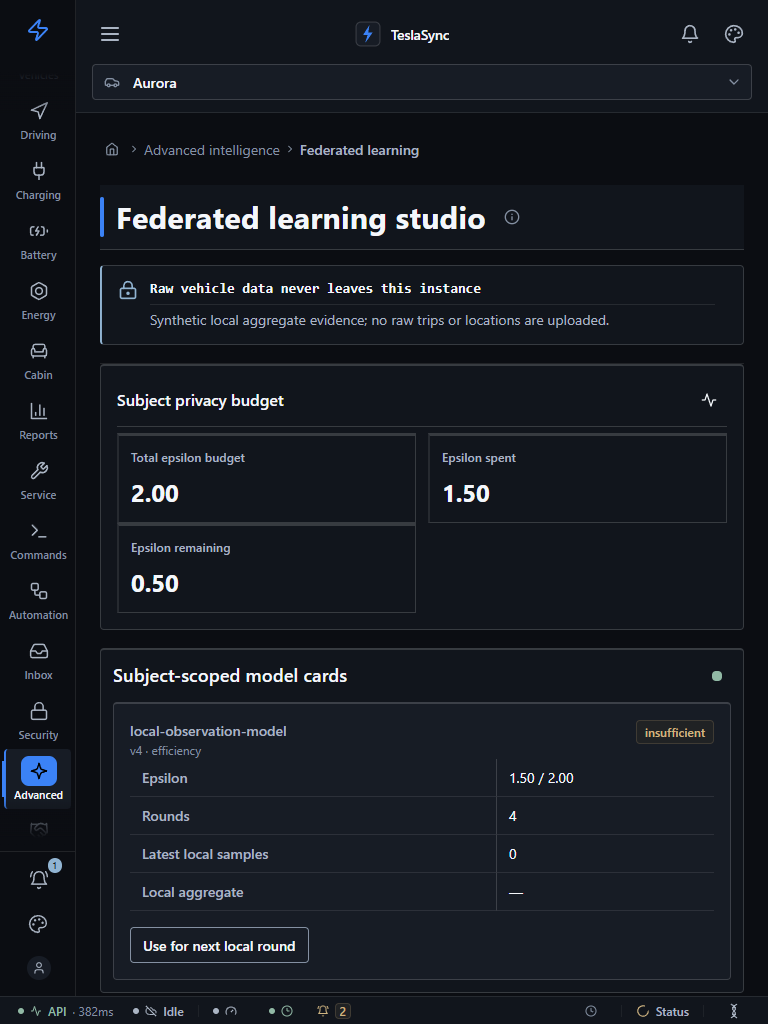 TeslaSync
Aurora
Driving
Charging
Battery
Energy
Cabin
Reports
Service
Commands
Automation
Inbox
Security
Advanced
1
Advanced intelligence
Federated learning
Federated learning studio
Raw vehicle data never leaves this instance
Synthetic local aggregate evidence; no raw trips or locations are uploaded.
Subject privacy budget
Total epsilon budget
2.00
Epsilon spent
1.50
Epsilon remaining
0.50
Subject-scoped model cards
local-observation-model
insufficient
v4 · efficiency
Epsilon 1.50 / 2.00
Rounds 4
Latest local samples 0
Local aggregate —
Use for next local round
API · 382ms
Idle
2
Status